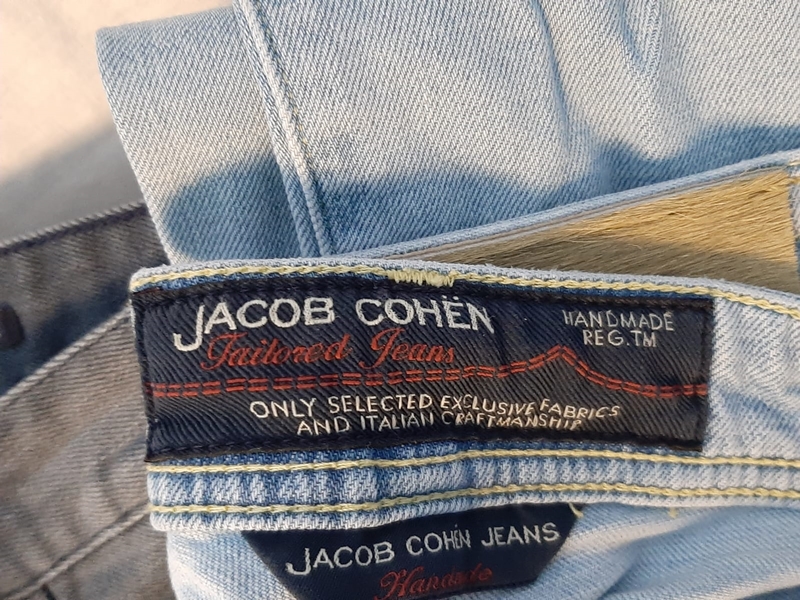 JACOB COHËN
HANDMADE
REG.TM
Tailored Jeans
ONLY SELECTED EXCLUSIVE FABRICS
AND ITALIAN CRAFTMANSHIP
JACOB COHËN JEANS